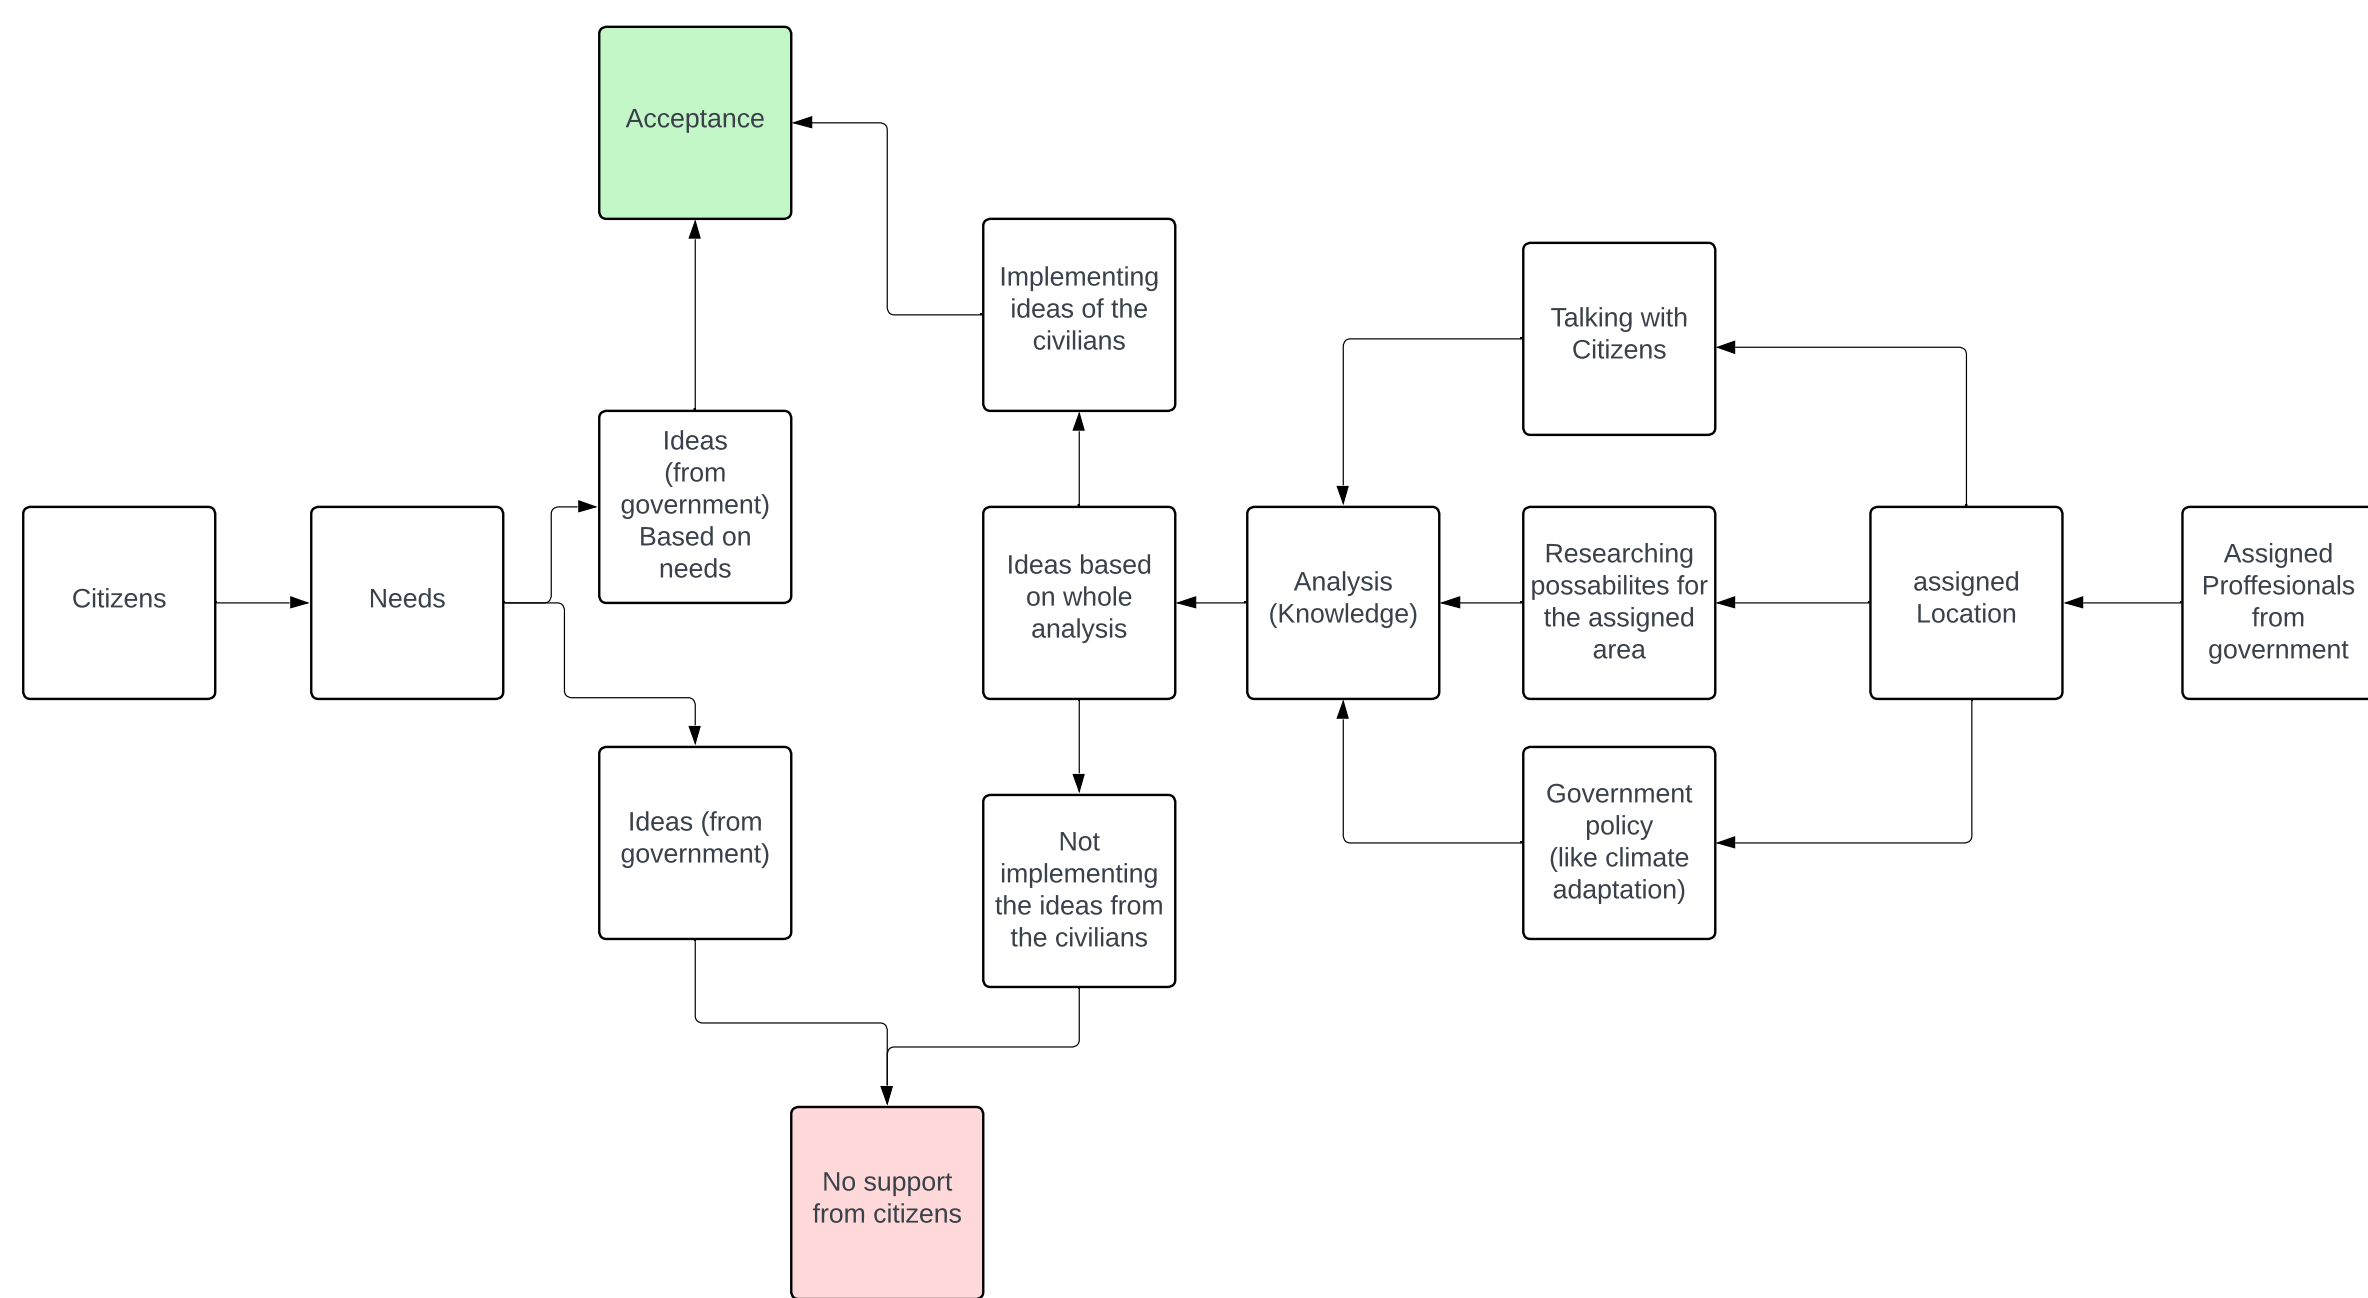 Acceptance
Implementing
ideas of the
civilians
Talking with
Citizens
Ideas
(from
government)
Based on
needs
Citizens
Needs
Ideas based
on whole
analysis
Analysis
(Knowledge)
Researching
possabilites for
the assigned
area
assigned
Location
Assigned
Proffesionals
from
government
Ideas (from
government)
Not
implementing
the ideas from
the civilians
Government
policy
(like climate
adaptation)
No support
from citizens